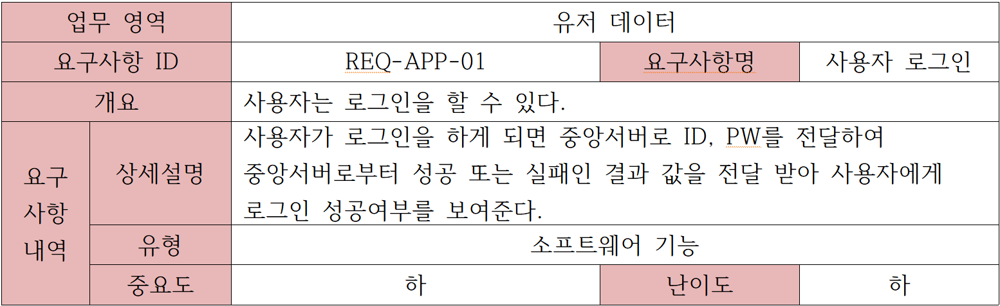 업무 영역 유저 데이터
요구사항 ID REQ-APP-01 요구사항명 사용자 로그인
개요 사용자는 로그인을 할 수 있다.
요구
사항
내역
상세설명
사용자가 로그인을 하게 되면 중앙서버로 ID, PW를 전달하여
중앙서버로부터 성공 또는 실패인 결과 값을 전달 받아 사용자에게
로그인 성공여부를 보여준다.
유형 소프트웨어 기능
중요도 하 난이도 하